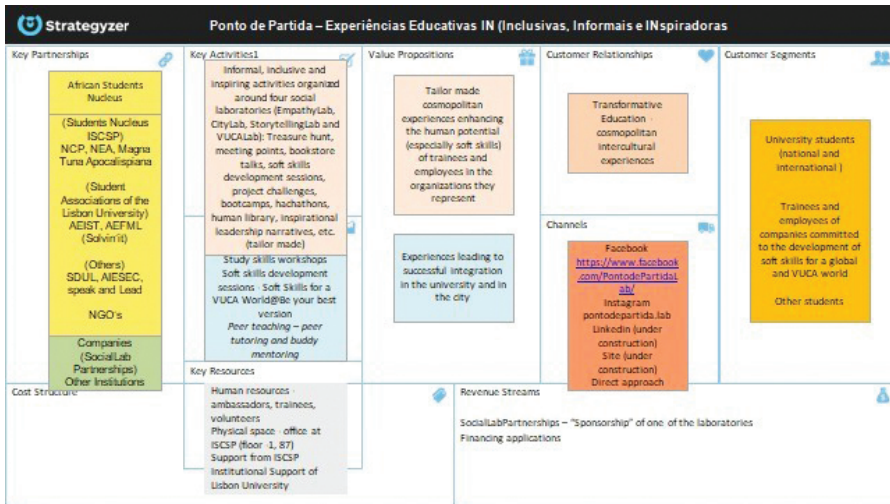 Strategyzer
Ponto de Partida – Experiências Educativas IN (Inclusivas, Informais e INspiradoras
Key Partnerships
African Students
Nucleus
(Students Nucleus
ISCSP)
NCP, NEA, Magna
Tuna Apocalispiana
(Student
Associations of the
Lisbon University)
AEIST, AEFML
(Solvin'it)
(Others)
SDUL, AIESEC,
speak and Lead
NGO's
Companies
(SocialLab
Partnerships)
Other Institutions
Key Activities1
Informal, inclusive and
inspiring activities organized
around four social
laboratories (EmpathyLab,
CityLab, StorytellingLab and
VUCALab): Treasure hunt,
meeting points, bookstore
talks, soft skills
development sessions,
project challenges,
bootcamps, hachathons,
human library, inspirational
leadership narratives, etc.
(tailor made)
Study skills workshops
Soft skills development
sessions - Soft Skills for a
VUCA World@Be your best
version
Peer teaching – peer
tutoring and buddy
mentoring
Key Resources
Human resources -
ambassadors, trainees,
volunteers
Physical space - office at
ISCSP (floor -1, 87)
Support from ISCSP
Institutional Support of
Lisbon University
Value Propositions
Tailor made
cosmopolitan
experiences enhancing
the human potential
(especially soft skills)
of trainees and
employees in the
organizations they
represent
Experiences leading to
successful integration
in the university and in
the city
Customer Relationships
Transformative
Education -
cosmopolitan
intercultural
experiences
Channels
Facebook
https://www.facebook
.com/PontodePartidaL
ab/
Instagram
pontodepartida.lab
Linkedin (under
construction)
Site (under
construction)
Direct approach
Customer Segments
University students
(national and
international )
Trainees and
employees of
companies committed
to the development of
soft skills for a global
and VUCA world
Other students
Cost Structure
Revenue Streams
SocialLabPartnerships – "Sponsorship" of one of the laboratories
Financing applications